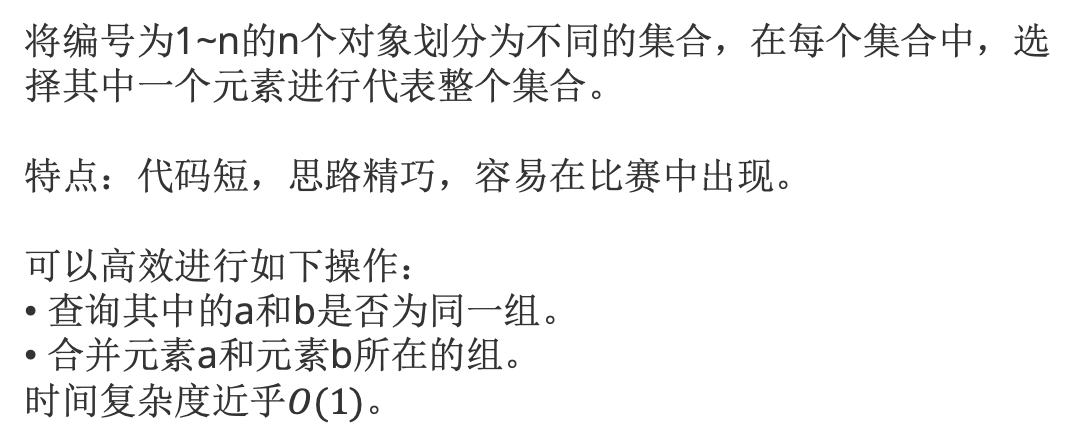 将编号为1~n的n个对象划分为不同的集合，在每个集合中，选
择其中一个元素进行代表整个集合。
特点：代码短，思路精巧，容易在比赛中出现。
可以高效进行如下操作：
• 查询其中的a和b是否为同一组。
• 合并元素a和元素b所在的组。
时间复杂度近乎O(1)。